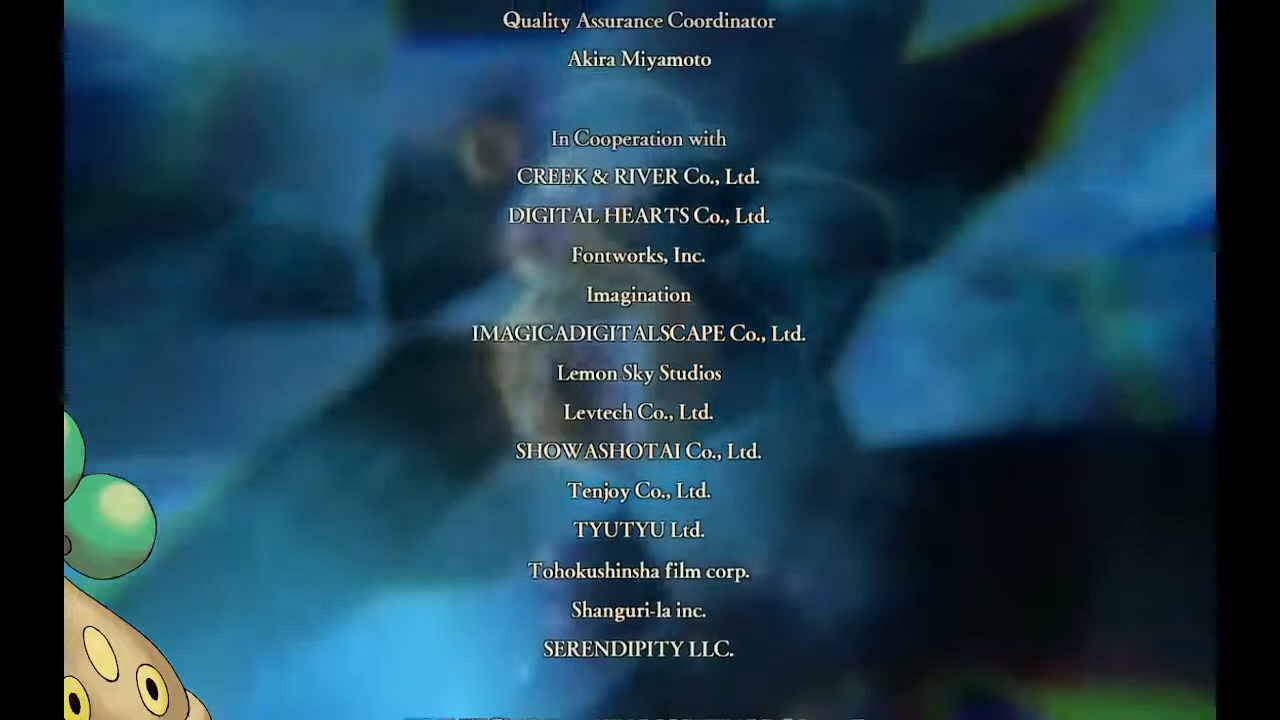 Quality Assurance Coordinator
Akira Miyamoto
In Cooperation with
CREEK & RIVER Co., Ltd.
DIGITAL HEARTS Co., Ltd.
Fontworks, Inc.
Imagination
IMAGICADIGITALSCAPE Co., Ltd.
Lemon Sky Studios
Levtech Co., Ltd.
SHOWASHOTAI Co., Ltd.
Tenjoy Co., Ltd.
TYUTYU Ltd.
Tohokushinsha film corp.
Shanguri-la inc.
SERENDIPITY LLC.